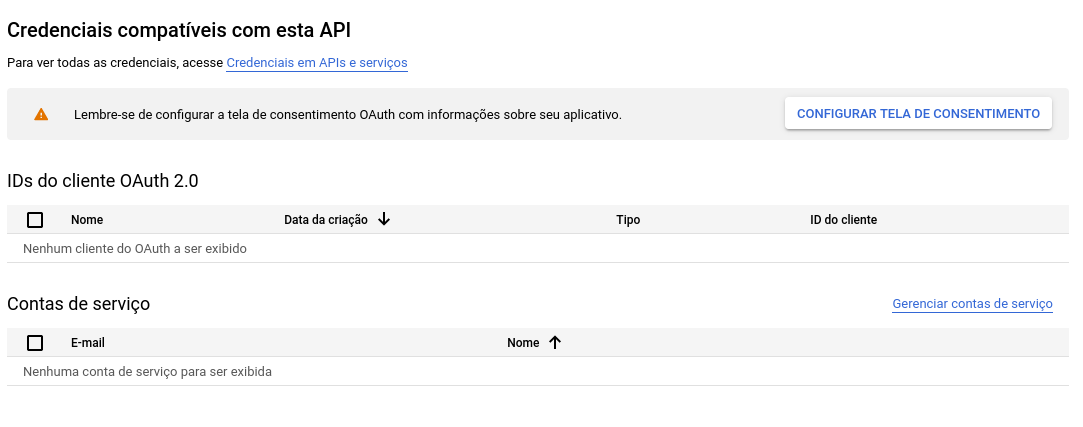 Credenciais compatíveis com esta API
Para ver todas as credenciais, acesse Credenciais em APIs e serviços
Lembre-se de configurar a tela de consentimento OAuth com informações sobre seu aplicativo. CONFIGURAR TELA DE CONSENTIMENTO
IDs do cliente OAuth 2.0
Nome Data da criação Tipo ID do cliente
Nenhum cliente do OAuth a ser exibido
Contas de serviço Gerenciar contas de serviço
E-mail Nome
Nenhuma conta de serviço para ser exibida